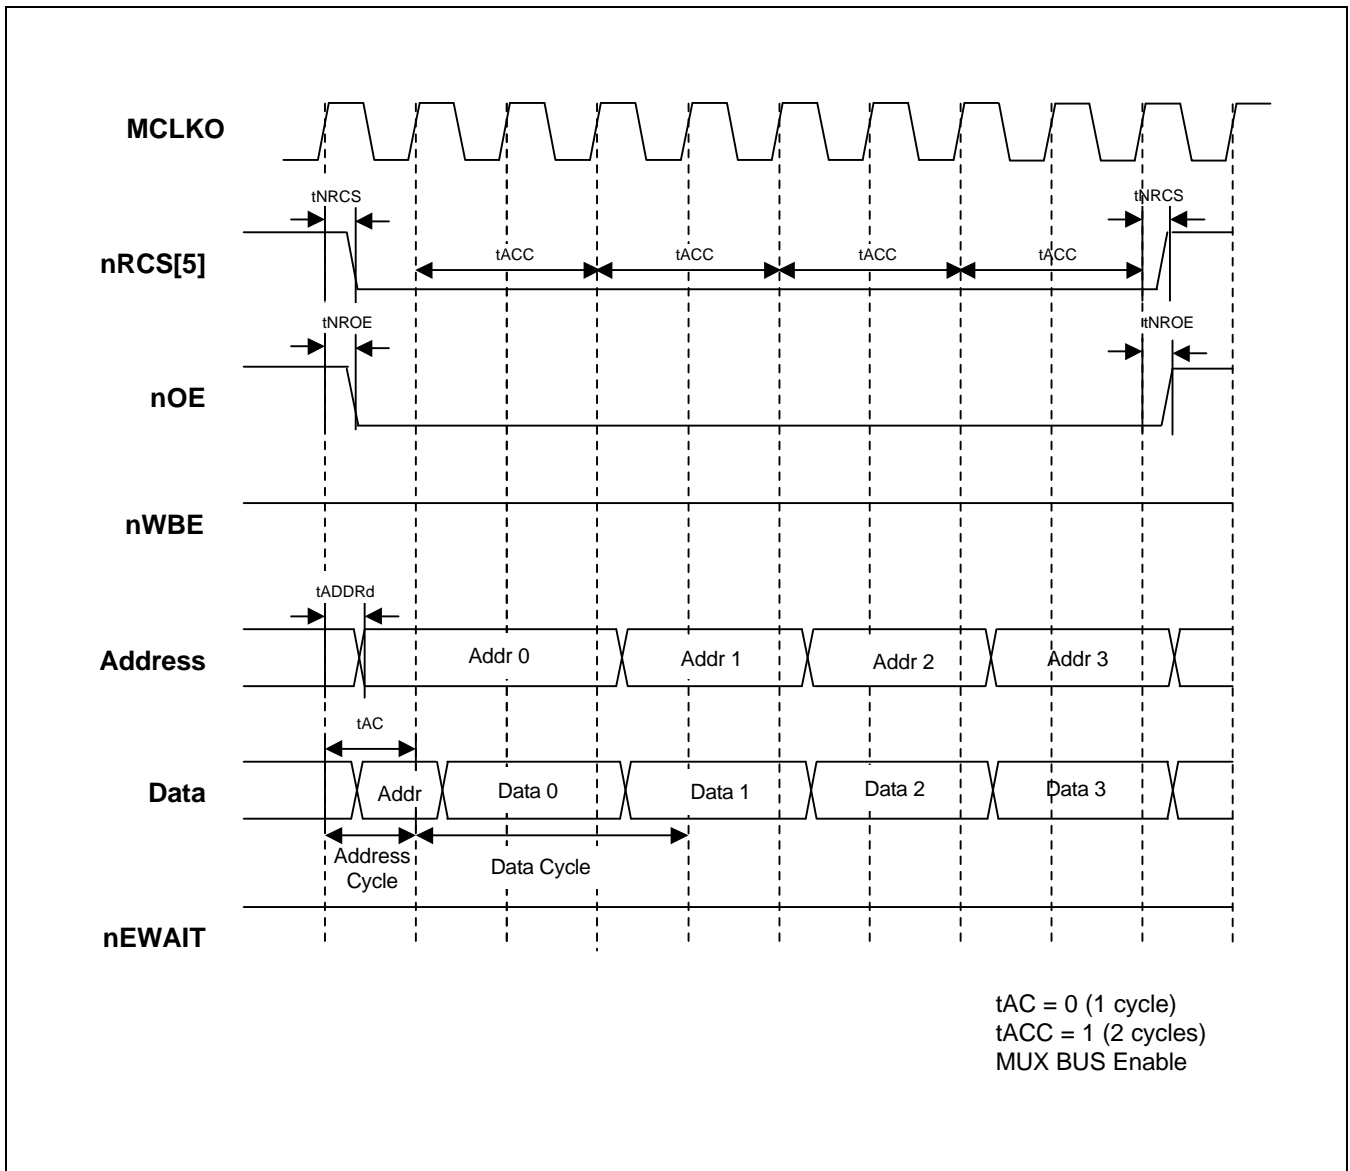 MCLKO
tNRCS
tNRCS
nRCS[5]
tACC
tACC
tACC
tACC
tNROE
tNROE
nOE
nWBE
tADDRd
Address
Addr 0
Addr 1
Addr 2
Addr 3
tAC
Data
Addr
Data 0
Data 1
Data 2
Data 3
Address
Cycle
Data Cycle
nEWAIT
tAC = 0 (1 cycle)
tACC = 1 (2 cycles)
MUX BUS Enable